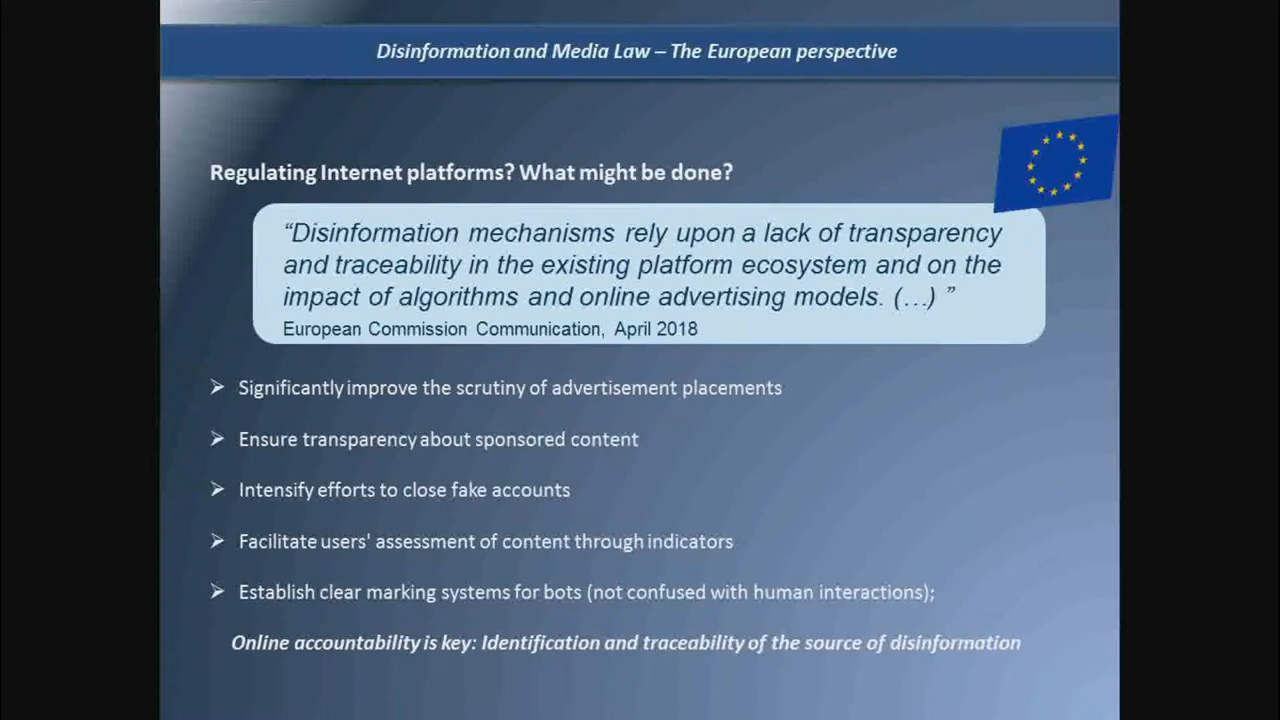 Disinformation and Media Law – The European perspective
Regulating Internet platforms? What might be done?
“Disinformation mechanisms rely upon a lack of transparency
and traceability in the existing platform ecosystem and on the
impact of algorithms and online advertising models. (…) ”
European Commission Communication, April 2018
➢ Significantly improve the scrutiny of advertisement placements
➢ Ensure transparency about sponsored content
➢ Intensify efforts to close fake accounts
➢ Facilitate users' assessment of content through indicators
➢ Establish clear marking systems for bots (not confused with human interactions);
Online accountability is key: Identification and traceability of the source of disinformation